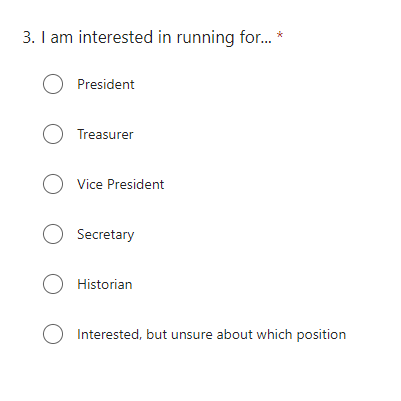 3. I am interested in running for... *
President
Treasurer
Vice President
Secretary
Historian
Interested, but unsure about which position